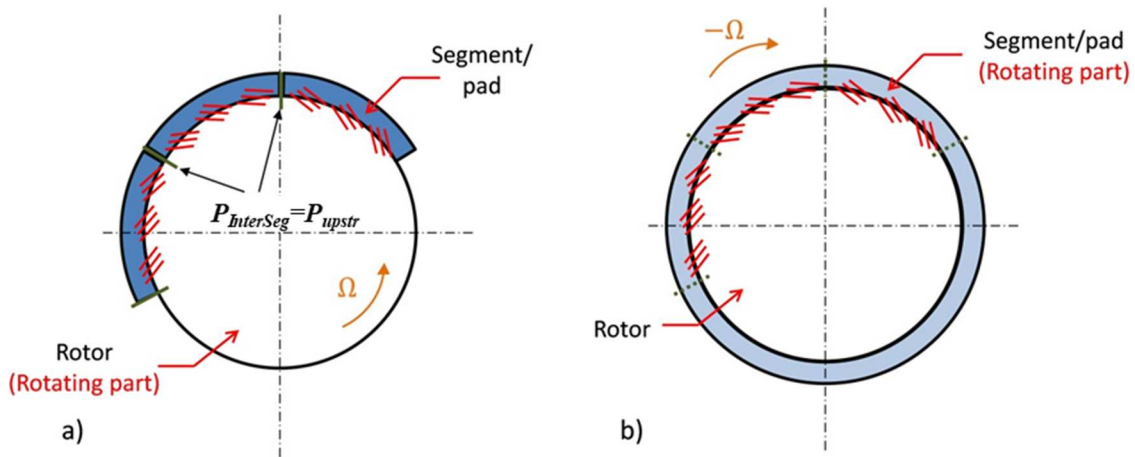 Segment/
pad
P_InterSeg=P_upstr
Ω
Rotor
(Rotating part)
a)
−Ω
Segment/pad
(Rotating part)
Rotor
b)